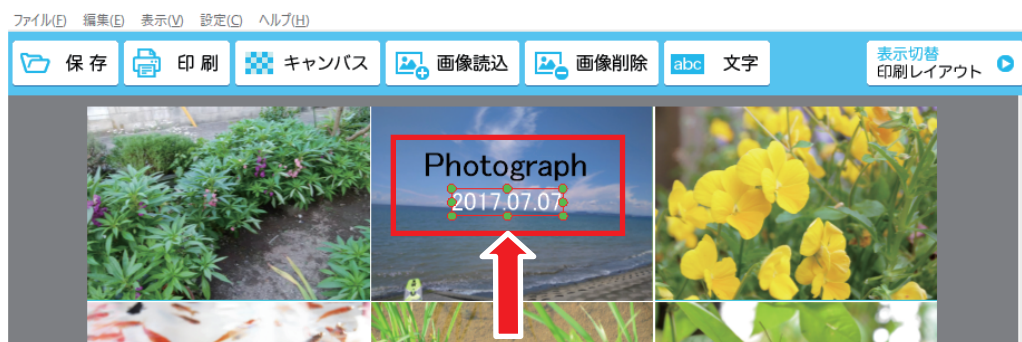 ファイル(F) 編集(E) 表示(V) 設定(C) ヘルプ(H)
保存 印刷 キャンバス 画像読込 画像削除 abc 文字 表示切替
印刷レイアウト
Photograph
2017.07.07